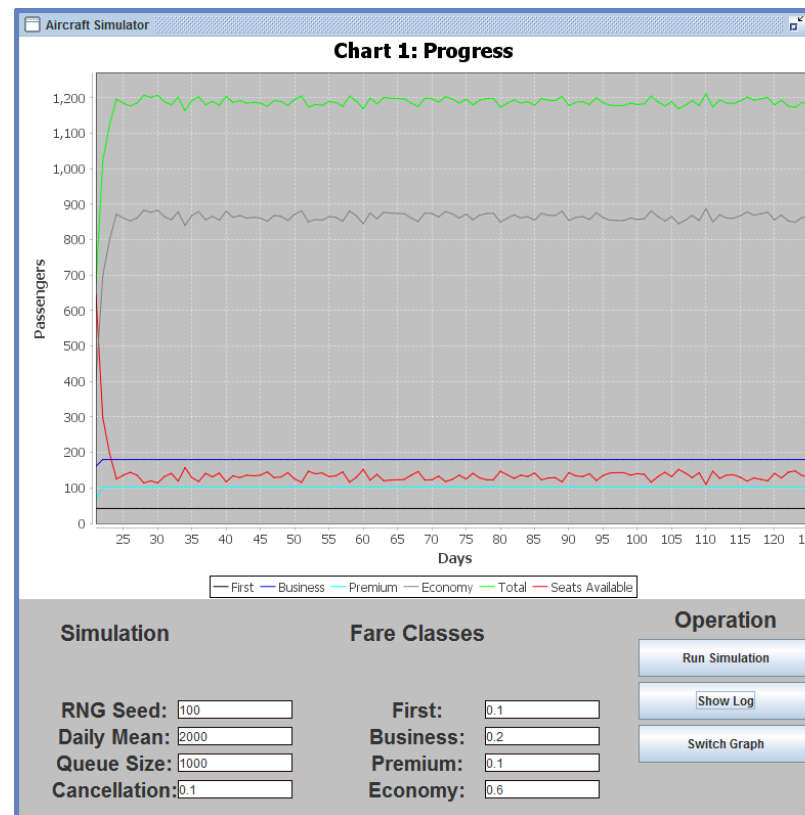 Aircraft Simulator
Chart 1: Progress
Passengers
1,200
1,100
1,000
900
800
700
600
500
400
300
200
100
0
25 30 35 40 45 50 55 60 65 70 75 80 85 90 95 100 105 110 115 120
Days
First Business Premium Economy Total Seats Available
Simulation Fare Classes Operation
Run Simulation
RNG Seed: 100 First: 0.1 Show Log
Daily Mean: 2000 Business: 0.2 Switch Graph
Queue Size: 1000 Premium: 0.1
Cancellation: 0.1 Economy: 0.6